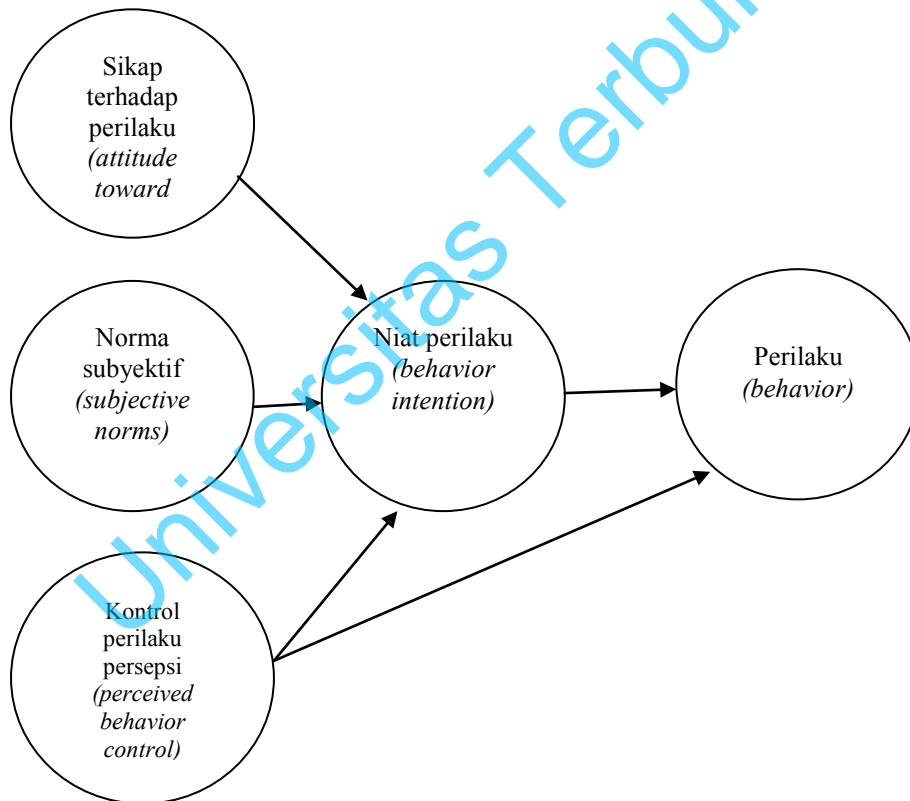 Sikap
terhadap
perilaku
(attitude
toward
Norma
subyektif
(subjective
norms)
Niat perilaku
(behavior
intention)
Perilaku
(behavior)
Kontrol
perilaku
persepsi
(perceived
behavior
control)
Universitas Terbu